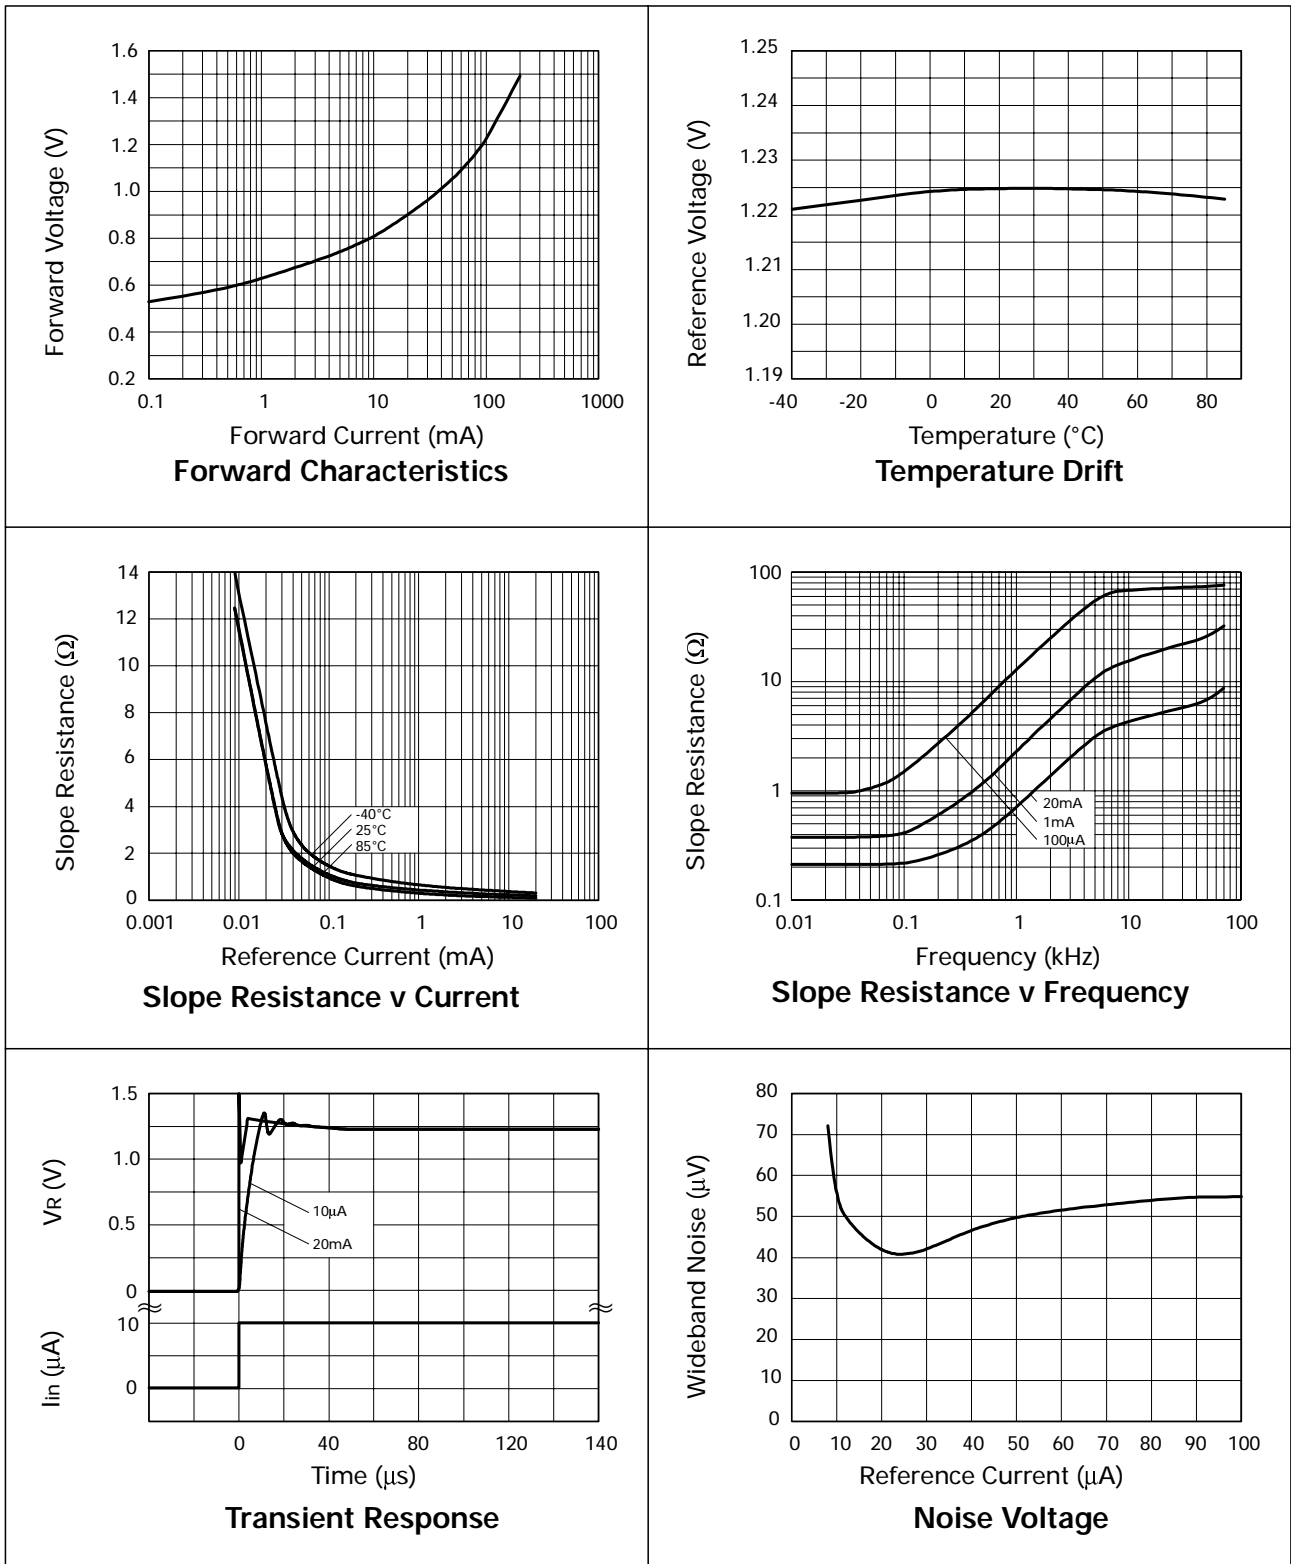 1.6
1.4
1.2
1.0
0.8
0.6
0.4
0.2
Forward Voltage (V)
0.1 1 10 100 1000
Forward Current (mA)
Forward Characteristics
1.25
1.24
1.23
1.22
1.21
1.20
1.19
Reference Voltage (V)
-40 -20 0 20 40 60 80
Temperature (°C)
Temperature Drift
14
12
10
8
6
4
2
0
Slope Resistance (Ω)
-40°C
25°C
85°C
0.001 0.01 0.1 1 10 100
Reference Current (mA)
Slope Resistance v Current
100
10
1
0.1
Slope Resistance (Ω)
20mA
1mA
100µA
0.01 0.1 1 10 100
Frequency (kHz)
Slope Resistance v Frequency
1.5
1.0
0.5
0
VR (V)
10µA
20mA
10
0
Iin (µA)
0 40 80 120 140
Time (µs)
Transient Response
80
70
60
50
40
30
20
10
0
Wideband Noise (µV)
0 10 20 30 40 50 60 70 80 90 100
Reference Current (µA)
Noise Voltage